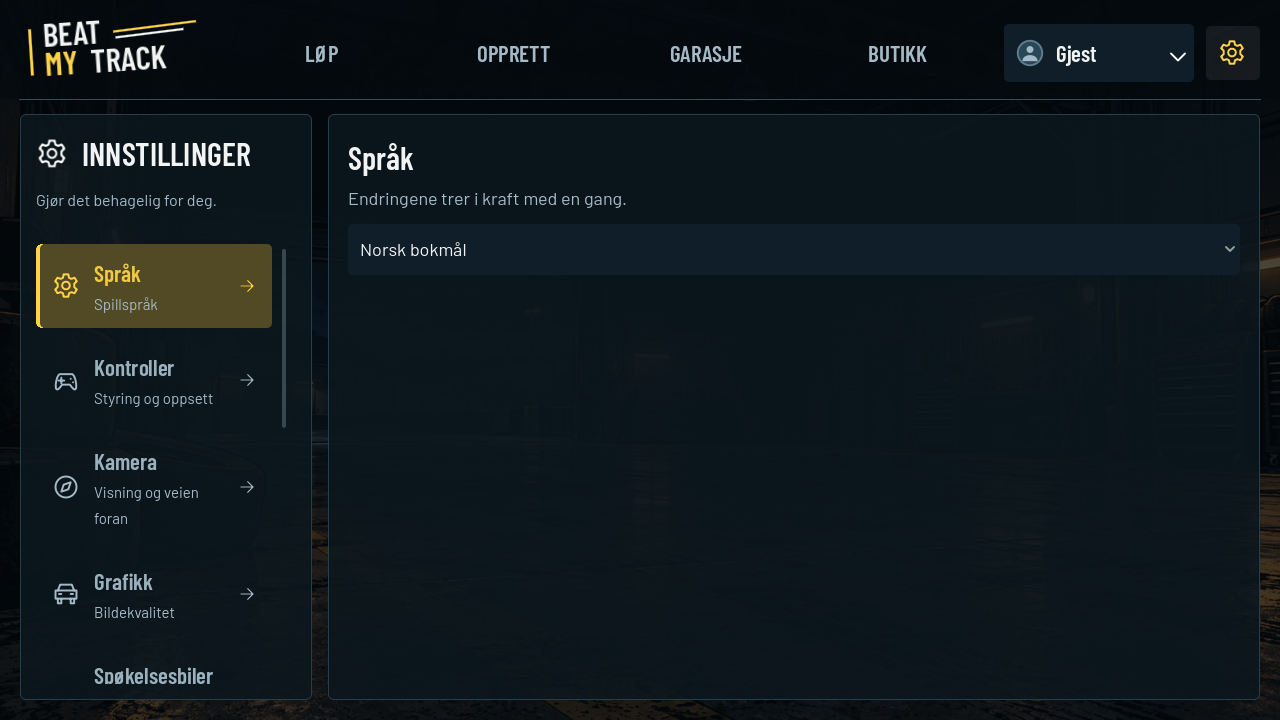 BEAT
MY TRACK
LØP
OPPRETT
GARASJE
BUTIKK
Gjest
INNSTILLINGER
Gjør det behagelig for deg.
Språk
Spillspråk
Kontroller
Styring og oppsett
Kamera
Visning og veien
foran
Grafikk
Bildekvalitet
Spøkelsesbiler
Språk
Endringene trer i kraft med en gang.
Norsk bokmål